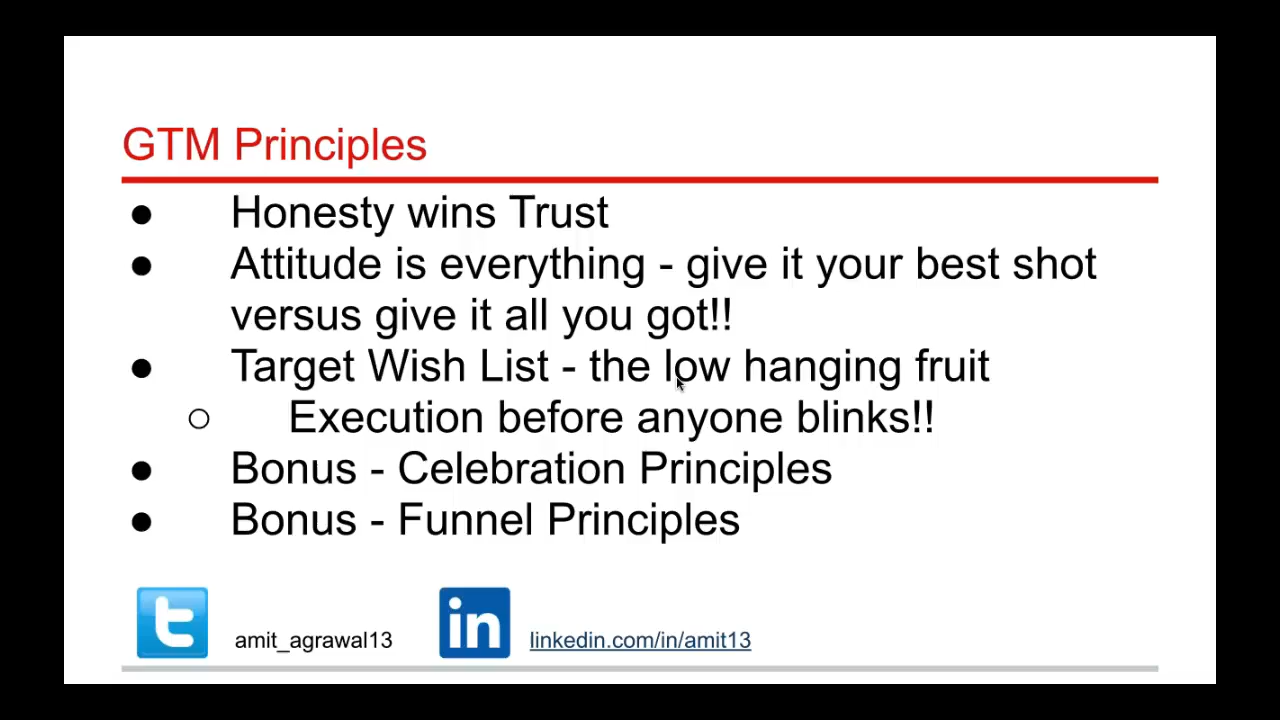 GTM Principles
● Honesty wins Trust
● Attitude is everything - give it your best shot
versus give it all you got!!
● Target Wish List - the low hanging fruit
○ Execution before anyone blinks!!
● Bonus - Celebration Principles
● Bonus - Funnel Principles
t amit_agrawal13 in linkedin.com/in/amit13